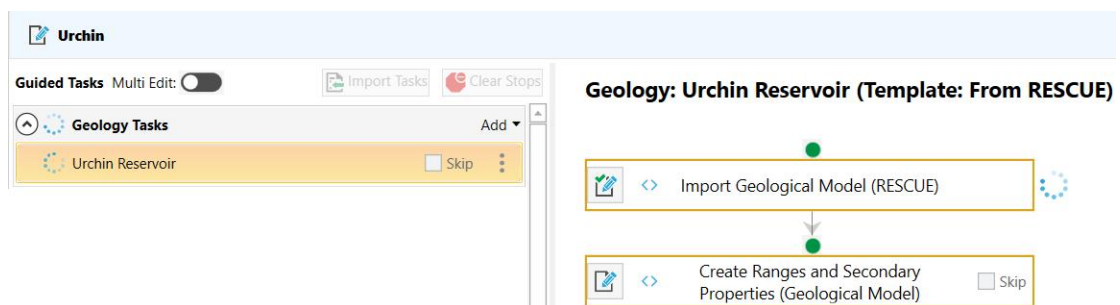 Urchin
Guided Tasks Multi Edit:
Import Tasks Clear Stops
Geology Tasks Add
Urchin Reservoir Skip
Geology: Urchin Reservoir (Template: From RESCUE)
<> Import Geological Model (RESCUE)
<> Create Ranges and Secondary
Properties (Geological Model) Skip